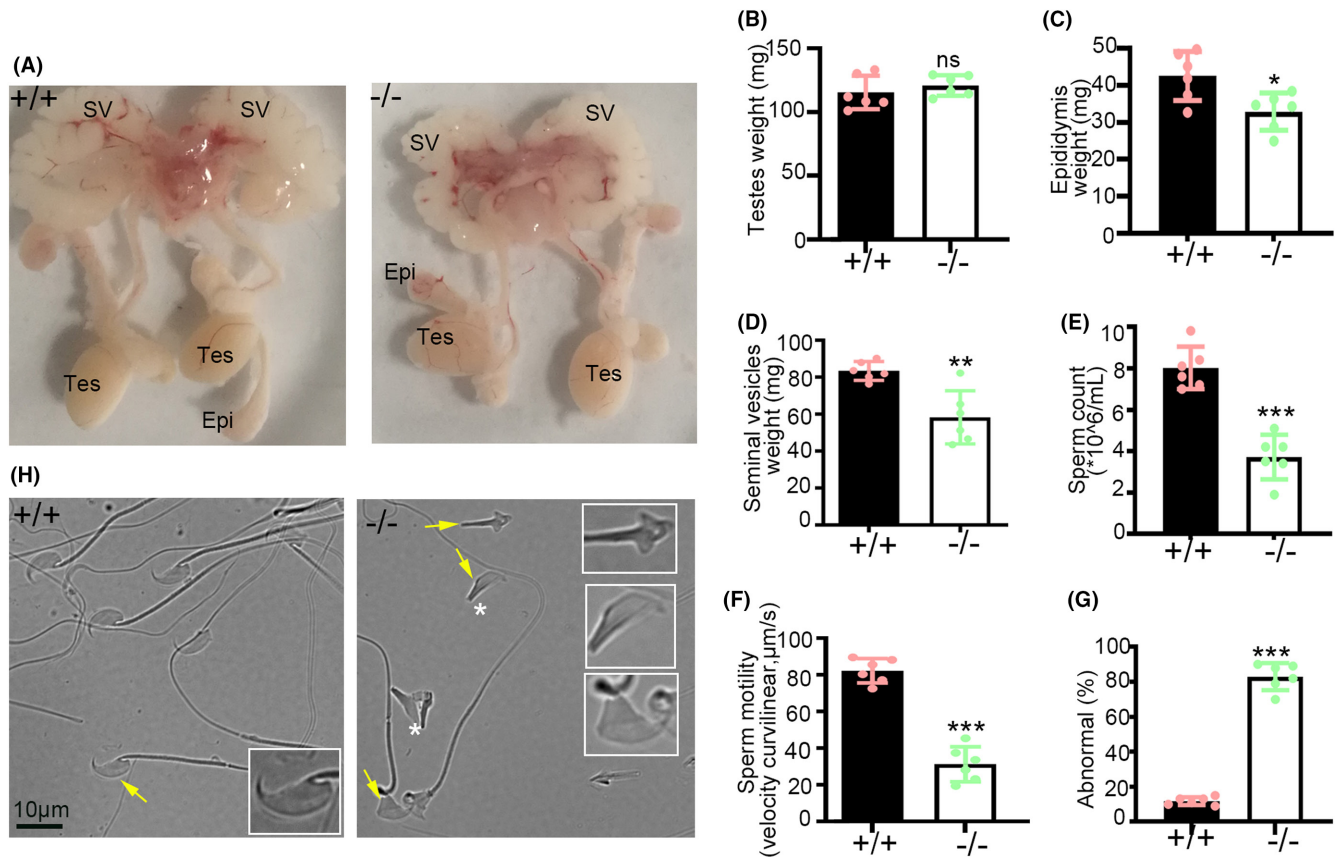 (A)
+/+
SV
SV
Tes
Tes
Epi
-/-
SV
SV
Epi
Tes
Tes
(B)
Testes weight (mg)
150
100
50
0
ns
+/+
-/-
(C)
Epididymis
weight (mg)
50
40
30
20
10
0
*
+/+
-/-
(D)
Seminal vesicles
weight (mg)
100
80
60
40
20
0
**
+/+
-/-
(E)
Sperm count
(*10^6/mL)
10
8
6
4
2
0
***
+/+
-/-
(H)
+/+
10µm
-/-
*
*
(F)
Sperm motility
(velocity curvilinear,µm/s)
100
80
60
40
20
0
***
+/+
-/-
(G)
Abnormal (%)
100
80
60
40
20
0
***
+/+
-/-